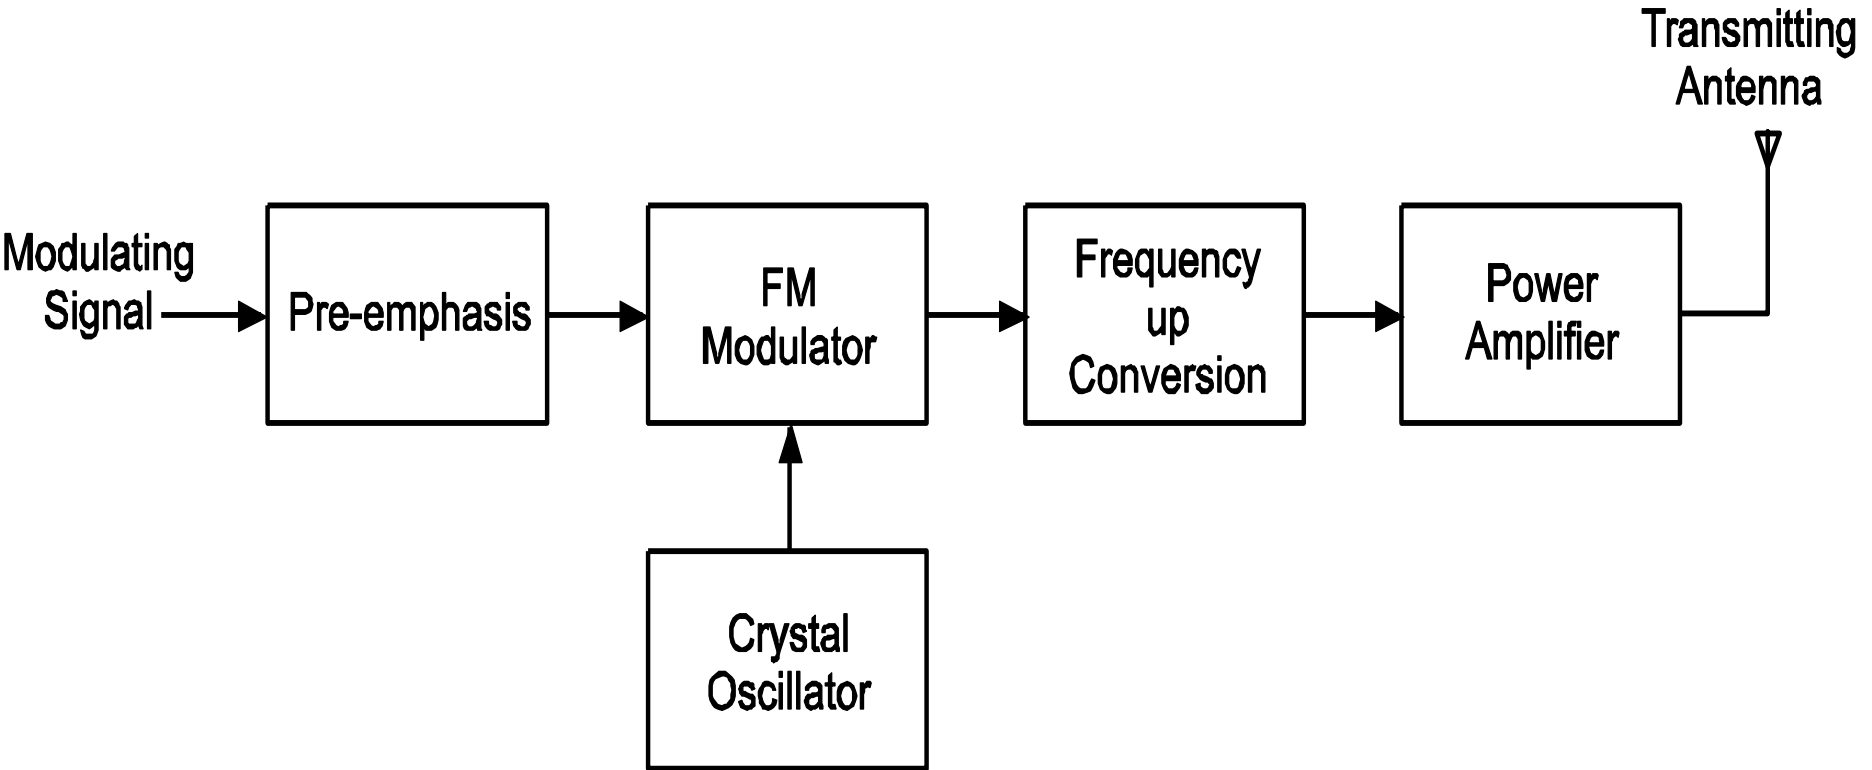 Transmitting
Antenna
Modulating
Signal
Pre-emphasis
FM
Modulator
Frequency
up
Conversion
Power
Amplifier
Crystal
Oscillator